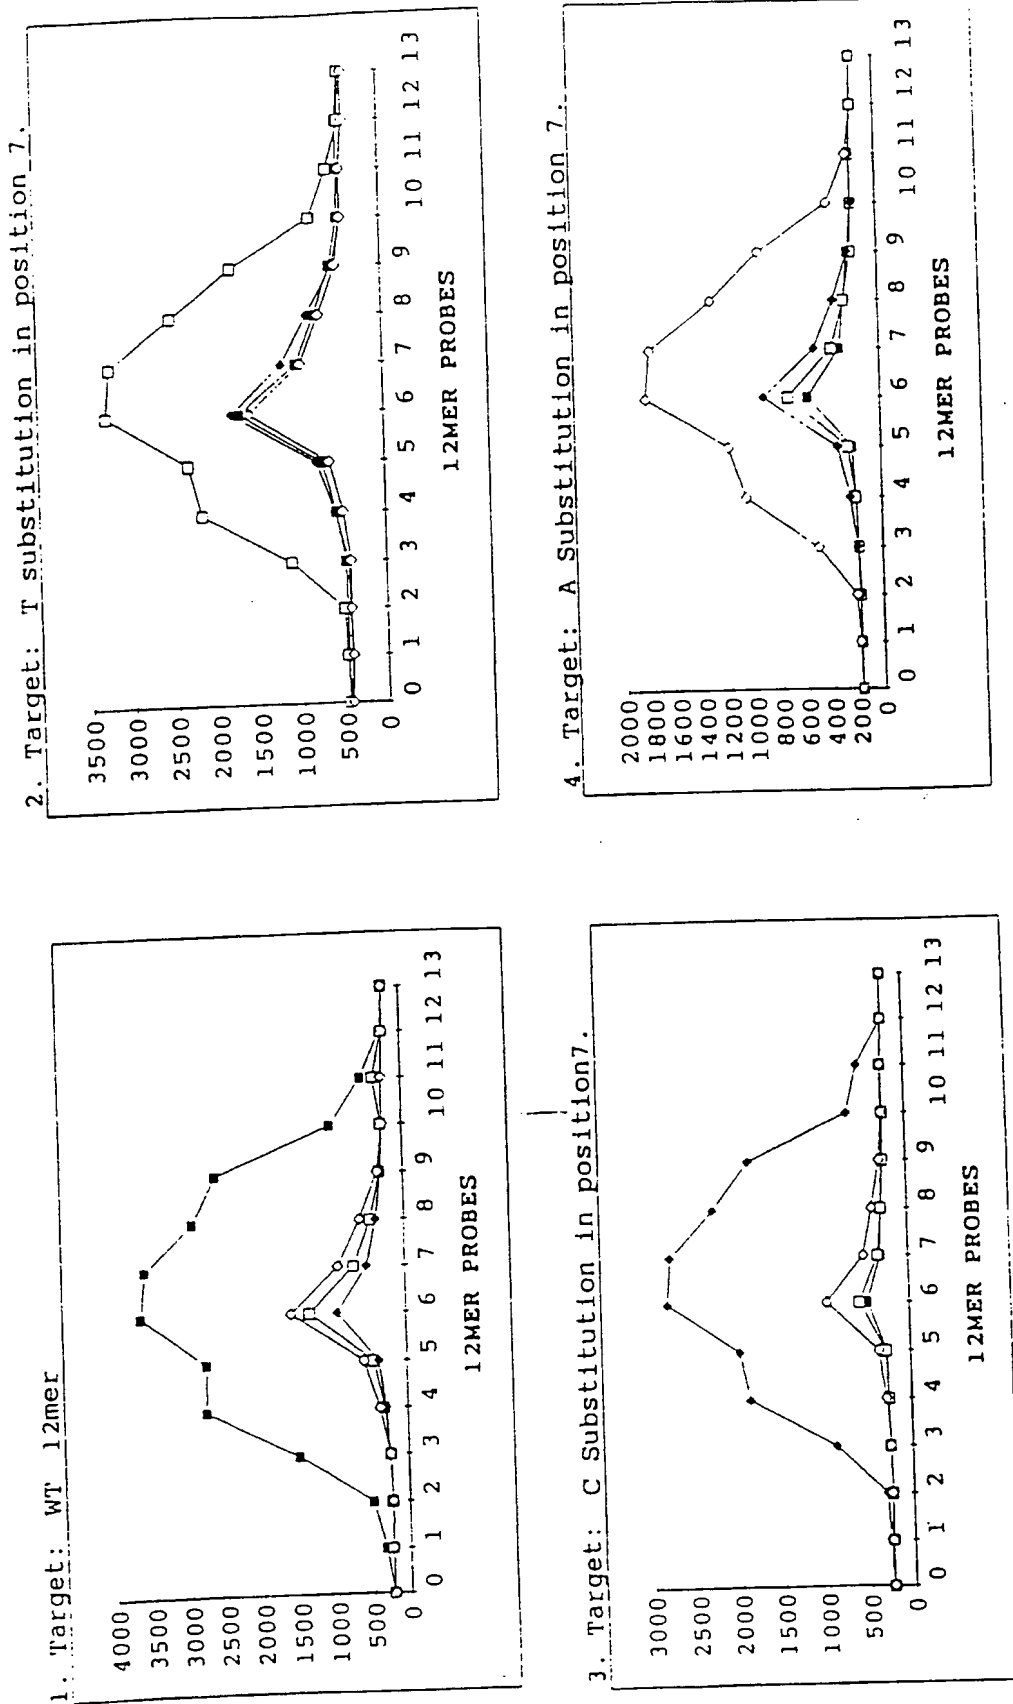 1. Target: WT 12mer
4000
3500
3000
2500
2000
1500
1000
500
0
0 1 2 3 4 5 6 7 8 9 10 11 12 13
12MER PROBES
2. Target: T substitution in position 7.
3500
3000
2500
2000
1500
1000
500
0
0 1 2 3 4 5 6 7 8 9 10 11 12 13
12MER PROBES
3. Target: C Substitution in position7.
3000
2500
2000
1500
1000
500
0
0 1 2 3 4 5 6 7 8 9 10 11 12 13
12MER PROBES
4. Target: A Substitution in position 7.
2000
1800
1600
1400
1200
1000
800
600
400
200
0
0 1 2 3 4 5 6 7 8 9 10 11 12 13
12MER PROBES